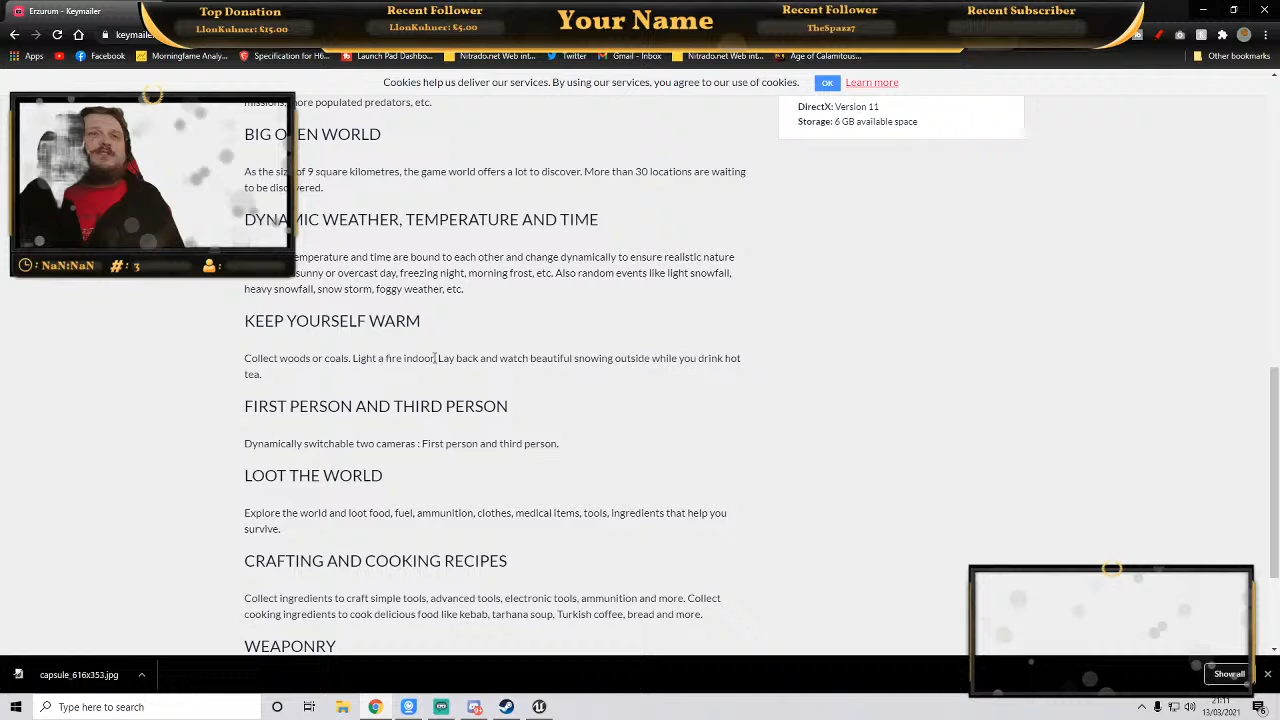 Erzurum - Keymailer
Top Donation
LlonKuhner: £15.00
Recent Follower
LlonKuhner: £5.00
Your Name
Recent Follower
TheSpazz7
Recent Subscriber
keymailer
Apps
Facebook
Morningfame Analy...
Specification for H6...
Launch Pad Dashbo...
Nitrado.net Web int...
Twitter
Gmail - Inbox
Age of Calamitous
Nitrado.net Web int...
Other bookmarks
Cookies help us deliver our services. By using our services, you agree to our use of cookies. OK Learn more
missions, more populated predators, etc.
DirectX: Version 11
Storage: 6 GB available space
BIG OPEN WORLD
As the size of 9 square kilometres, the game world offers a lot to discover. More than 30 locations are waiting
to be discovered.
DYNAMIC WEATHER, TEMPERATURE AND TIME
temperature and time are bound to each other and change dynamically to ensure realistic nature
sunny or overcast day, freezing night, morning frost, etc. Also random events like light snowfall,
heavy snowfall, snow storm, foggy weather, etc.
: NaN:NaN #: 3 :
KEEP YOURSELF WARM
Collect woods or coals. Light a fire indoor. Lay back and watch beautiful snowing outside while you drink hot
tea.
FIRST PERSON AND THIRD PERSON
Dynamically switchable two cameras : First person and third person.
LOOT THE WORLD
Explore the world and loot food, fuel, ammunition, clothes, medical items, tools, ingredients that help you
survive.
CRAFTING AND COOKING RECIPES
Collect ingredients to craft simple tools, advanced tools, electronic tools, ammunition and more. Collect
cooking ingredients to cook delicious food like kebab, tarhana soup, Turkish coffee, bread and more.
WEAPONRY
capsule_616x353.jpg
Show all
Type here to search
21:11
13/03/2021